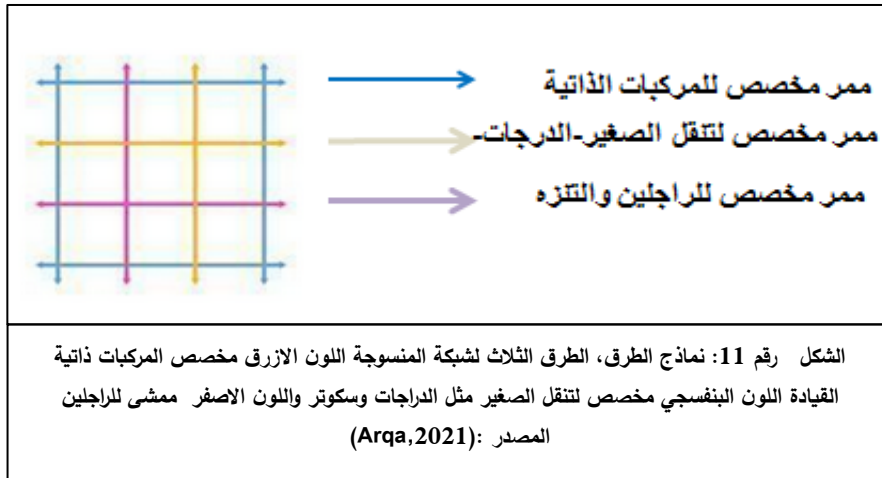 ممر مخصص للمركبات الذاتية
ممر مخصص لتنقل الصغير-الدرجات-
ممر مخصص للراجلين والتنزه
الشكل رقم 11: نماذج الطرق، الطرق الثلاث لشبكة المنسوجة اللون الازرق مخصص المركبات ذاتية
القيادة اللون البنفسجي مخصص لتنقل الصغير مثل الدراجات وسكوتر واللون الاصفر ممشى للراجلين
المصدر :(Arqa,2021)